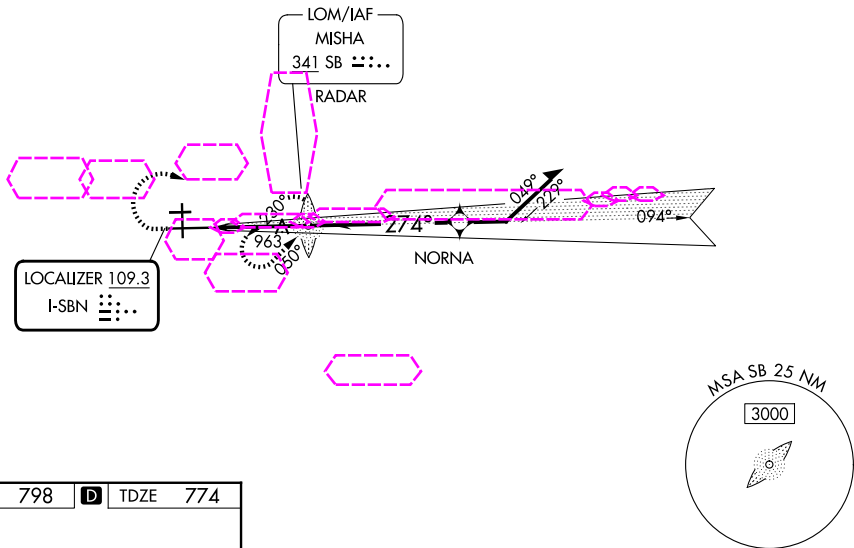 LOM/IAF
MISHA
341 SB
RADAR
049°
229°
230°
274°
094°
963
050°
NORNA
LOCALIZER 109.3
I-SBN
MSA SB 25 NM
3000
798 D TDZE 774